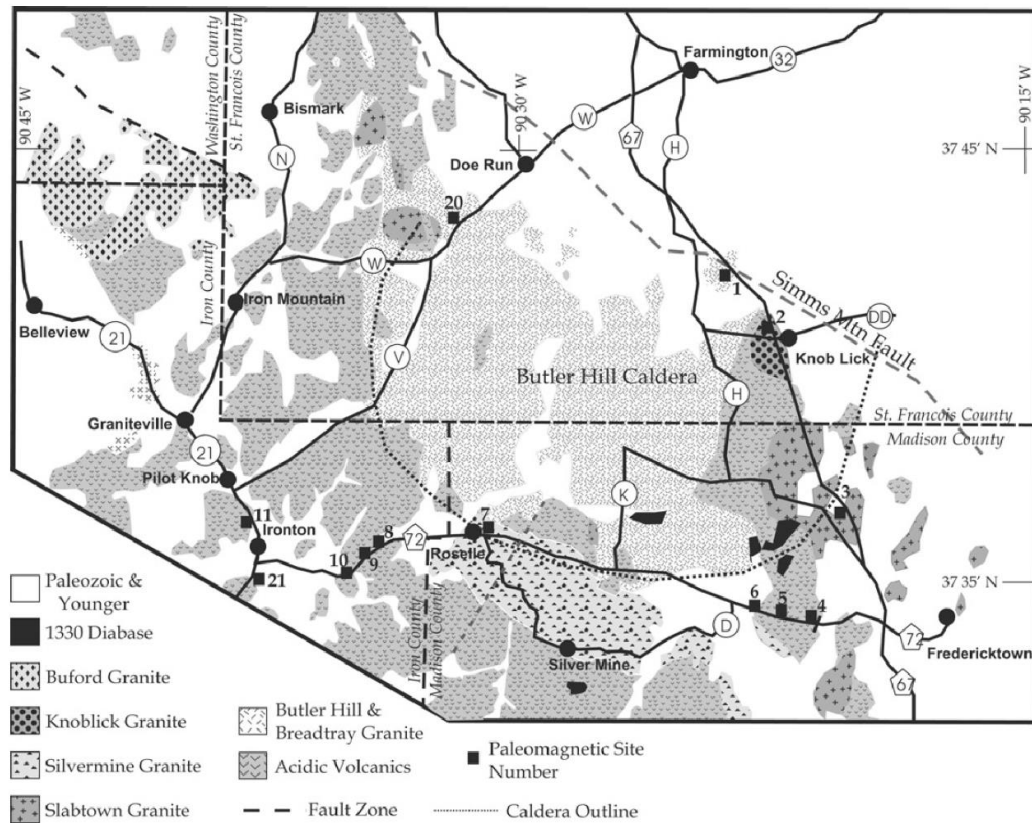 Farmington
32
90 45' W
Washington County
St. Francois County
Bismark
90 30' W
W
67
H
90 15' W
N
Doe Run
37 45' N
20
W
Iron County
Iron Mountain
1
Simms Mtn Fault
2
DD
Belleview
21
V
Knob Lick
Butler Hill Caldera
H
Graniteville
St. Francois County
Madison County
21
Pilot Knob
K
3
11
Ironton
8
7
72
Roselle
9
10
21
37 35' N
6
5
4
Iron County
Madison County
D
72
Silver Mine
Fredericktown
67
Paleozoic &
Younger
1330 Diabase
Buford Granite
Knoblick Granite
Silvermine Granite
Slabtown Granite
Butler Hill &
Breadtray Granite
Acidic Volcanics
Paleomagnetic Site
Number
Fault Zone
Caldera Outline